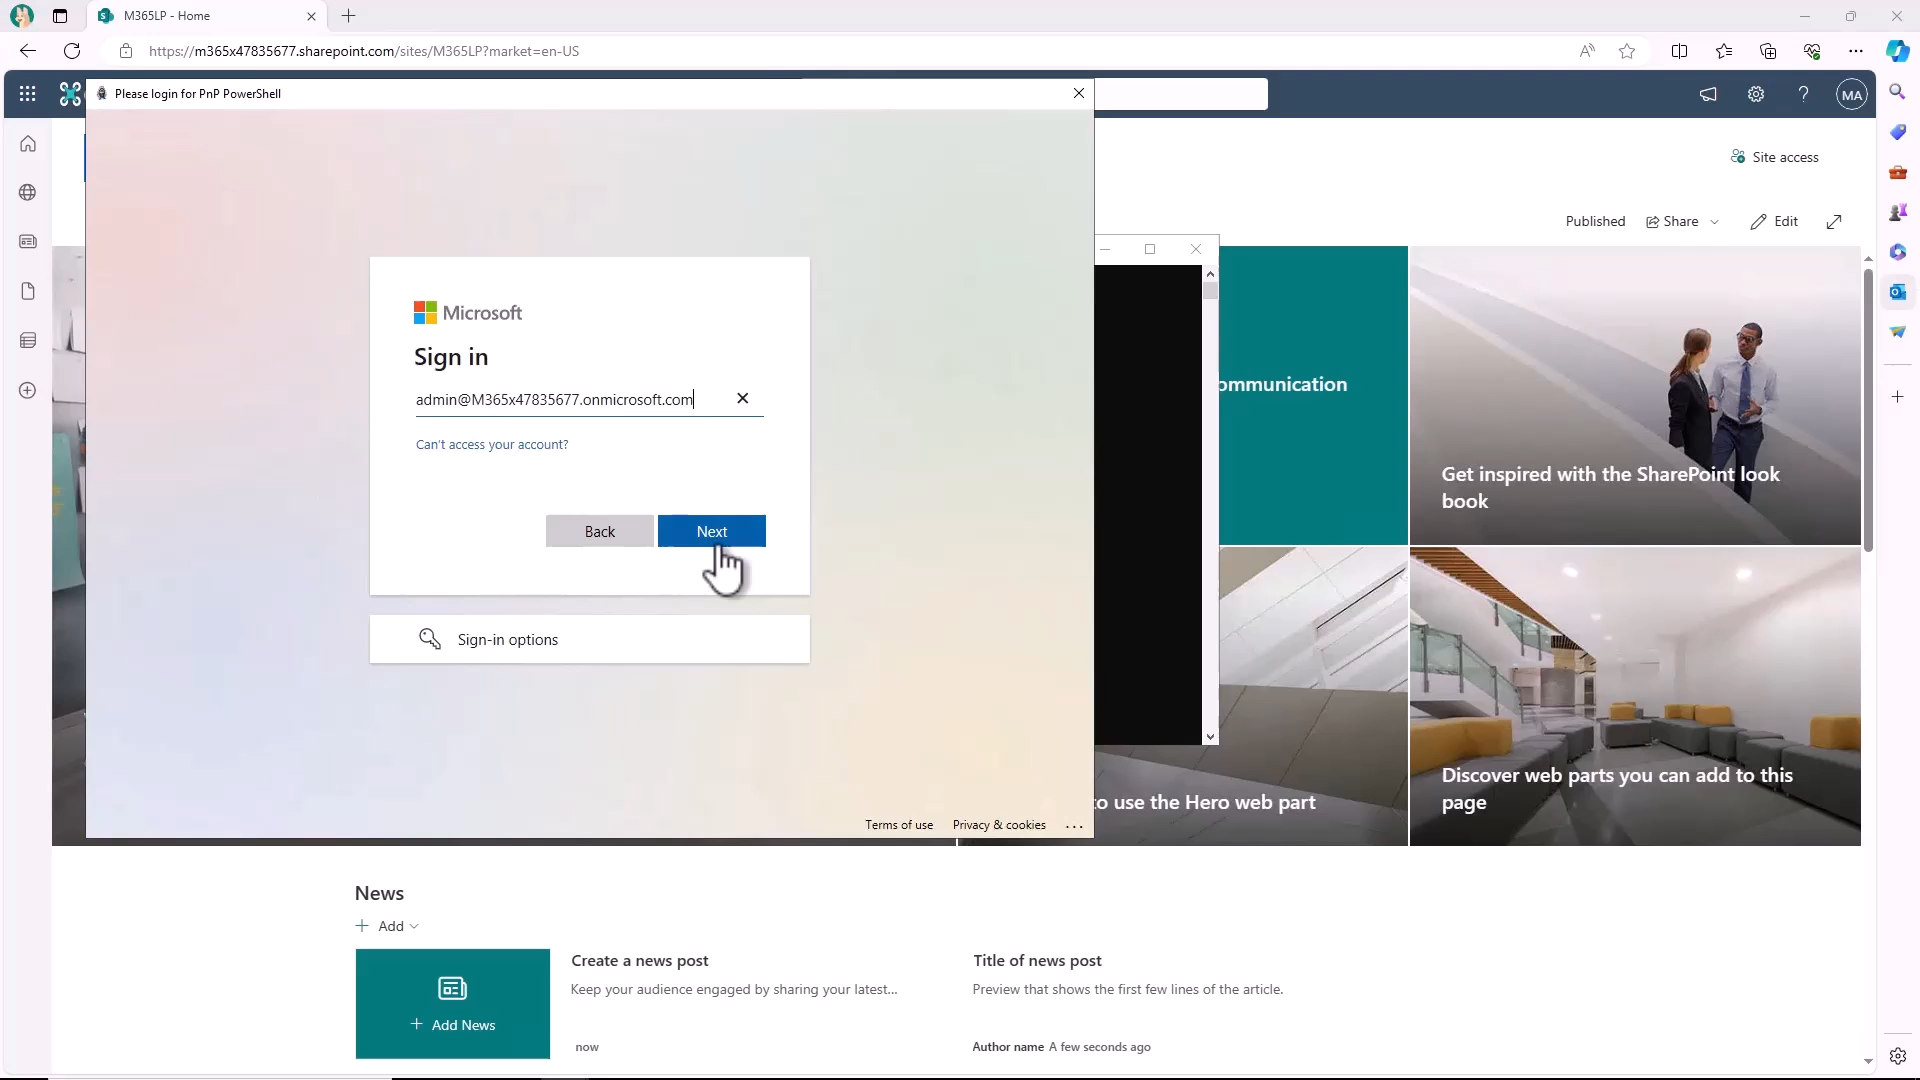 M365LP - Home
https://m365x47835677.sharepoint.com/sites/M365LP?market=en-US
Please login for PnP PowerShell
MA
Site access
Published
Share
Edit
Microsoft
Sign in
admin@M365x47835677.onmicrosoft.com
Can't access your account?
Back
Next
Sign-in options
Terms of use
Privacy & cookies
...
ommunication
Get inspired with the SharePoint look
book
to use the Hero web part
Discover web parts you can add to this
page
News
+ Add
+ Add News
Create a news post
Keep your audience engaged by sharing your latest...
now
Title of news post
Preview that shows the first few lines of the article.
Author name A few seconds ago